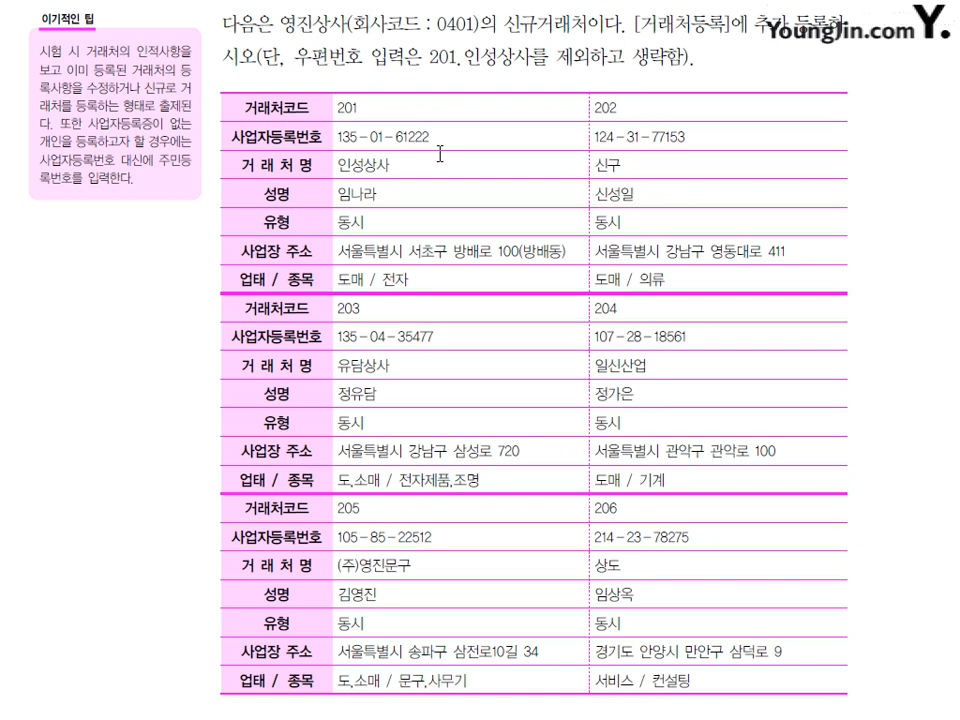 이기적인 팁
시험 시 거래처의 인적사항을
보고 이미 등록된 거래처의 등
록사항을 수정하거나 신규로 거
래처를 등록하는 형태로 출제된
다. 또한 사업자등록증이 없는
개인을 등록하고자 할 경우에는
사업자등록번호 대신에 주민등
록번호를 입력한다.
YoungJin.com Y.
다음은 영진상사(회사코드 : 0401)의 신규거래처이다. [거래처등록]에 추가 등록하
시오(단, 우편번호 입력은 201.인성상사를 제외하고 생략함).
거래처코드 201 202
사업자등록번호 135-01-61222 124-31-77153
거 래 처 명 인성상사 신구
성명 임나라 신성일
유형 동시 동시
사업장 주소 서울특별시 서초구 방배로 100(방배동) 서울특별시 강남구 영동대로 411
업태 / 종목 도매 / 전자 도매 / 의류
거래처코드 203 204
사업자등록번호 135-04-35477 107-28-18561
거 래 처 명 유담상사 일신산업
성명 정유담 정가은
유형 동시 동시
사업장 주소 서울특별시 강남구 삼성로 720 서울특별시 관악구 관악로 100
업태 / 종목 도,소매 / 전자제품,조명 도매 / 기계
거래처코드 205 206
사업자등록번호 105-85-22512 214-23-78275
거 래 처 명 (주)영진문구 상도
성명 김영진 임상옥
유형 동시 동시
사업장 주소 서울특별시 송파구 삼전로10길 34 경기도 안양시 만안구 삼덕로 9
업태 / 종목 도,소매 / 문구,사무기 서비스 / 컨설팅